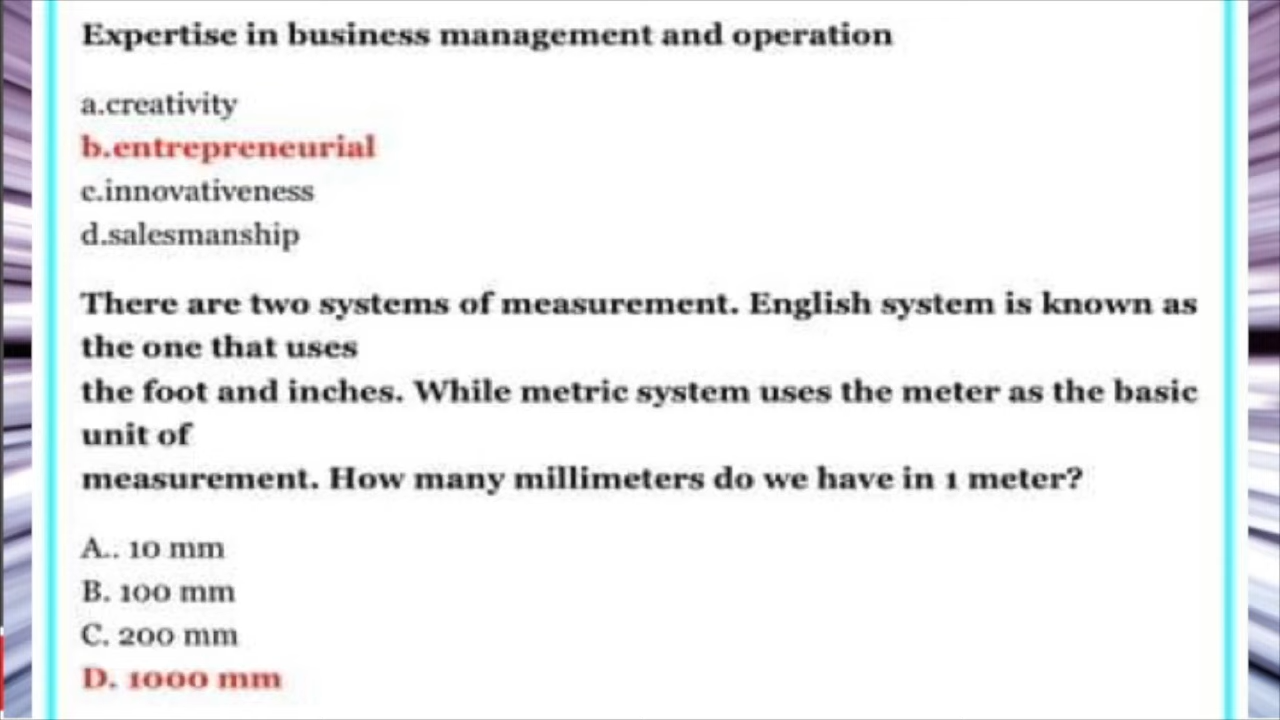 Expertise in business management and operation
a.creativity
b.entrepreneurial
c.innovativeness
d.salesmanship
There are two systems of measurement. English system is known as
the one that uses
the foot and inches. While metric system uses the meter as the basic
unit of
measurement. How many millimeters do we have in 1 meter?
A.. 10 mm
B. 100 mm
C. 200 mm
D. 1000 mm